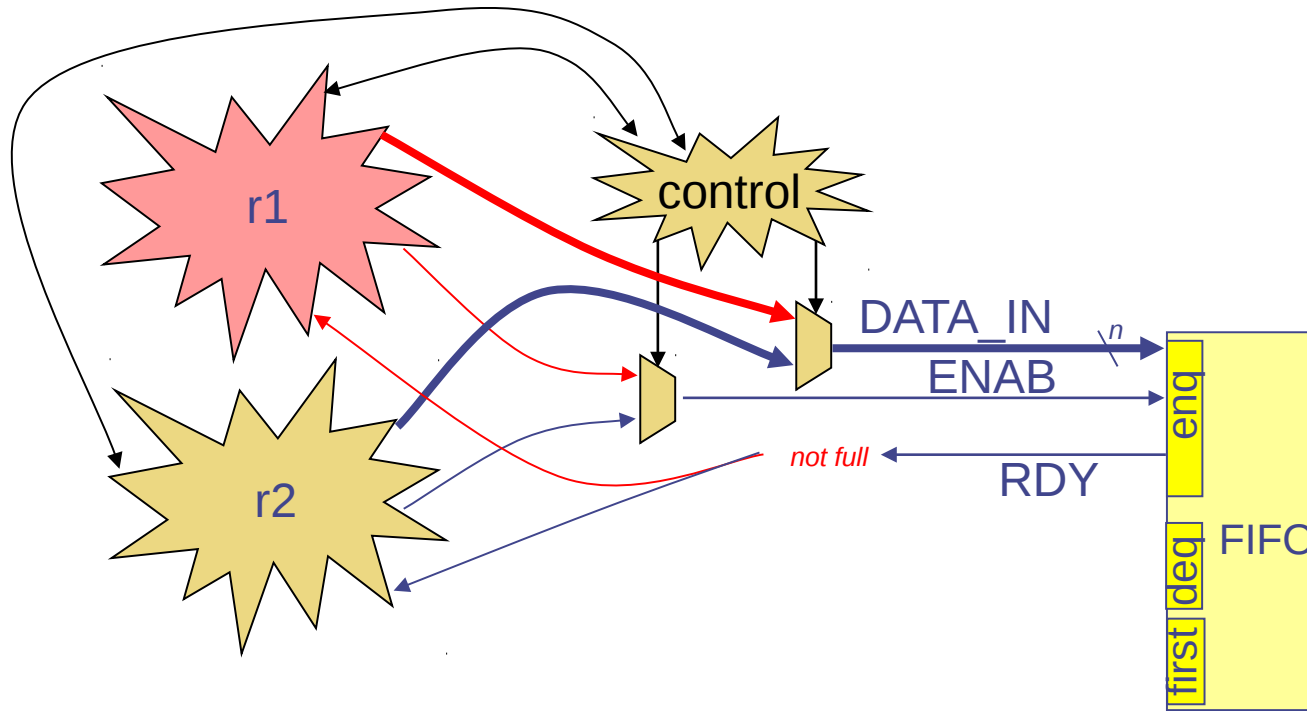 r1
control
DATA_IN
n
ENAB
enq
not full
RDY
r2
deq
FIFO
first